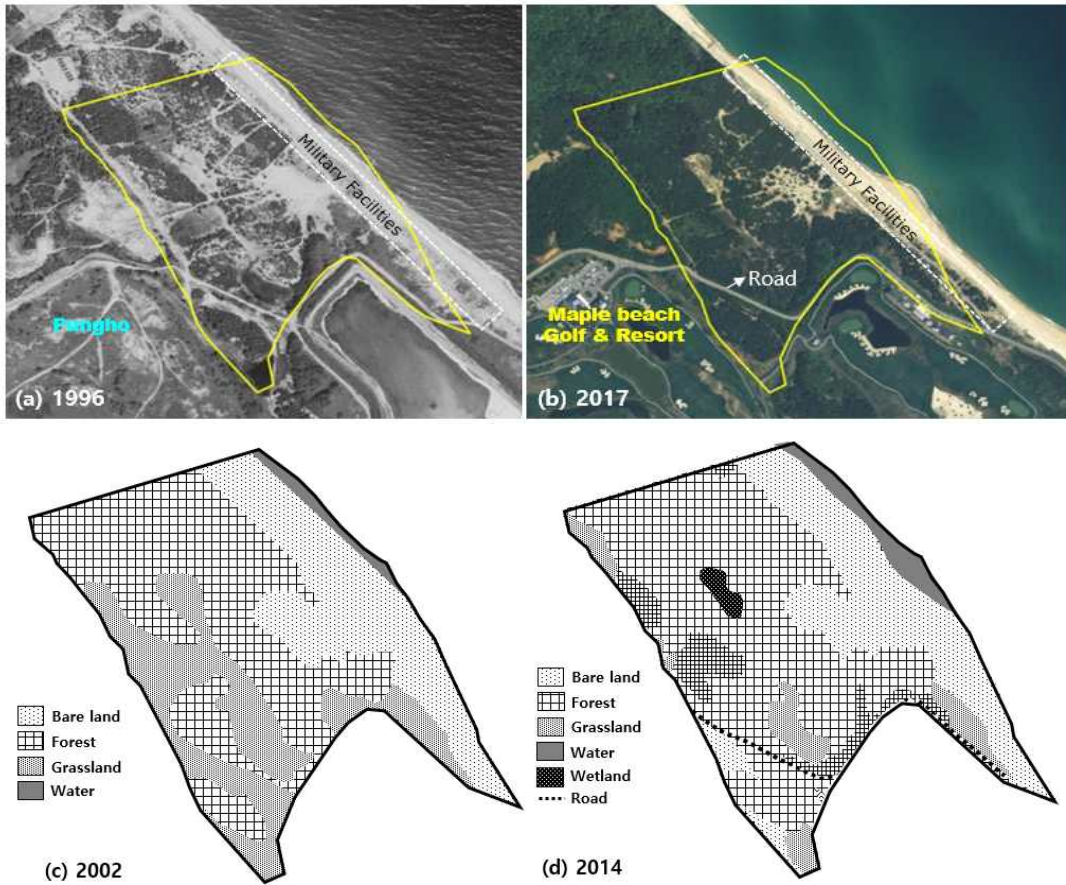 Military Facilities
Pungho
(a) 1996
Military Facilities
Road
Maple beach
Golf & Resort
(b) 2017
Bare land
Forest
Grassland
Water
(c) 2002
Bare land
Forest
Grassland
Water
Wetland
Road
(d) 2014